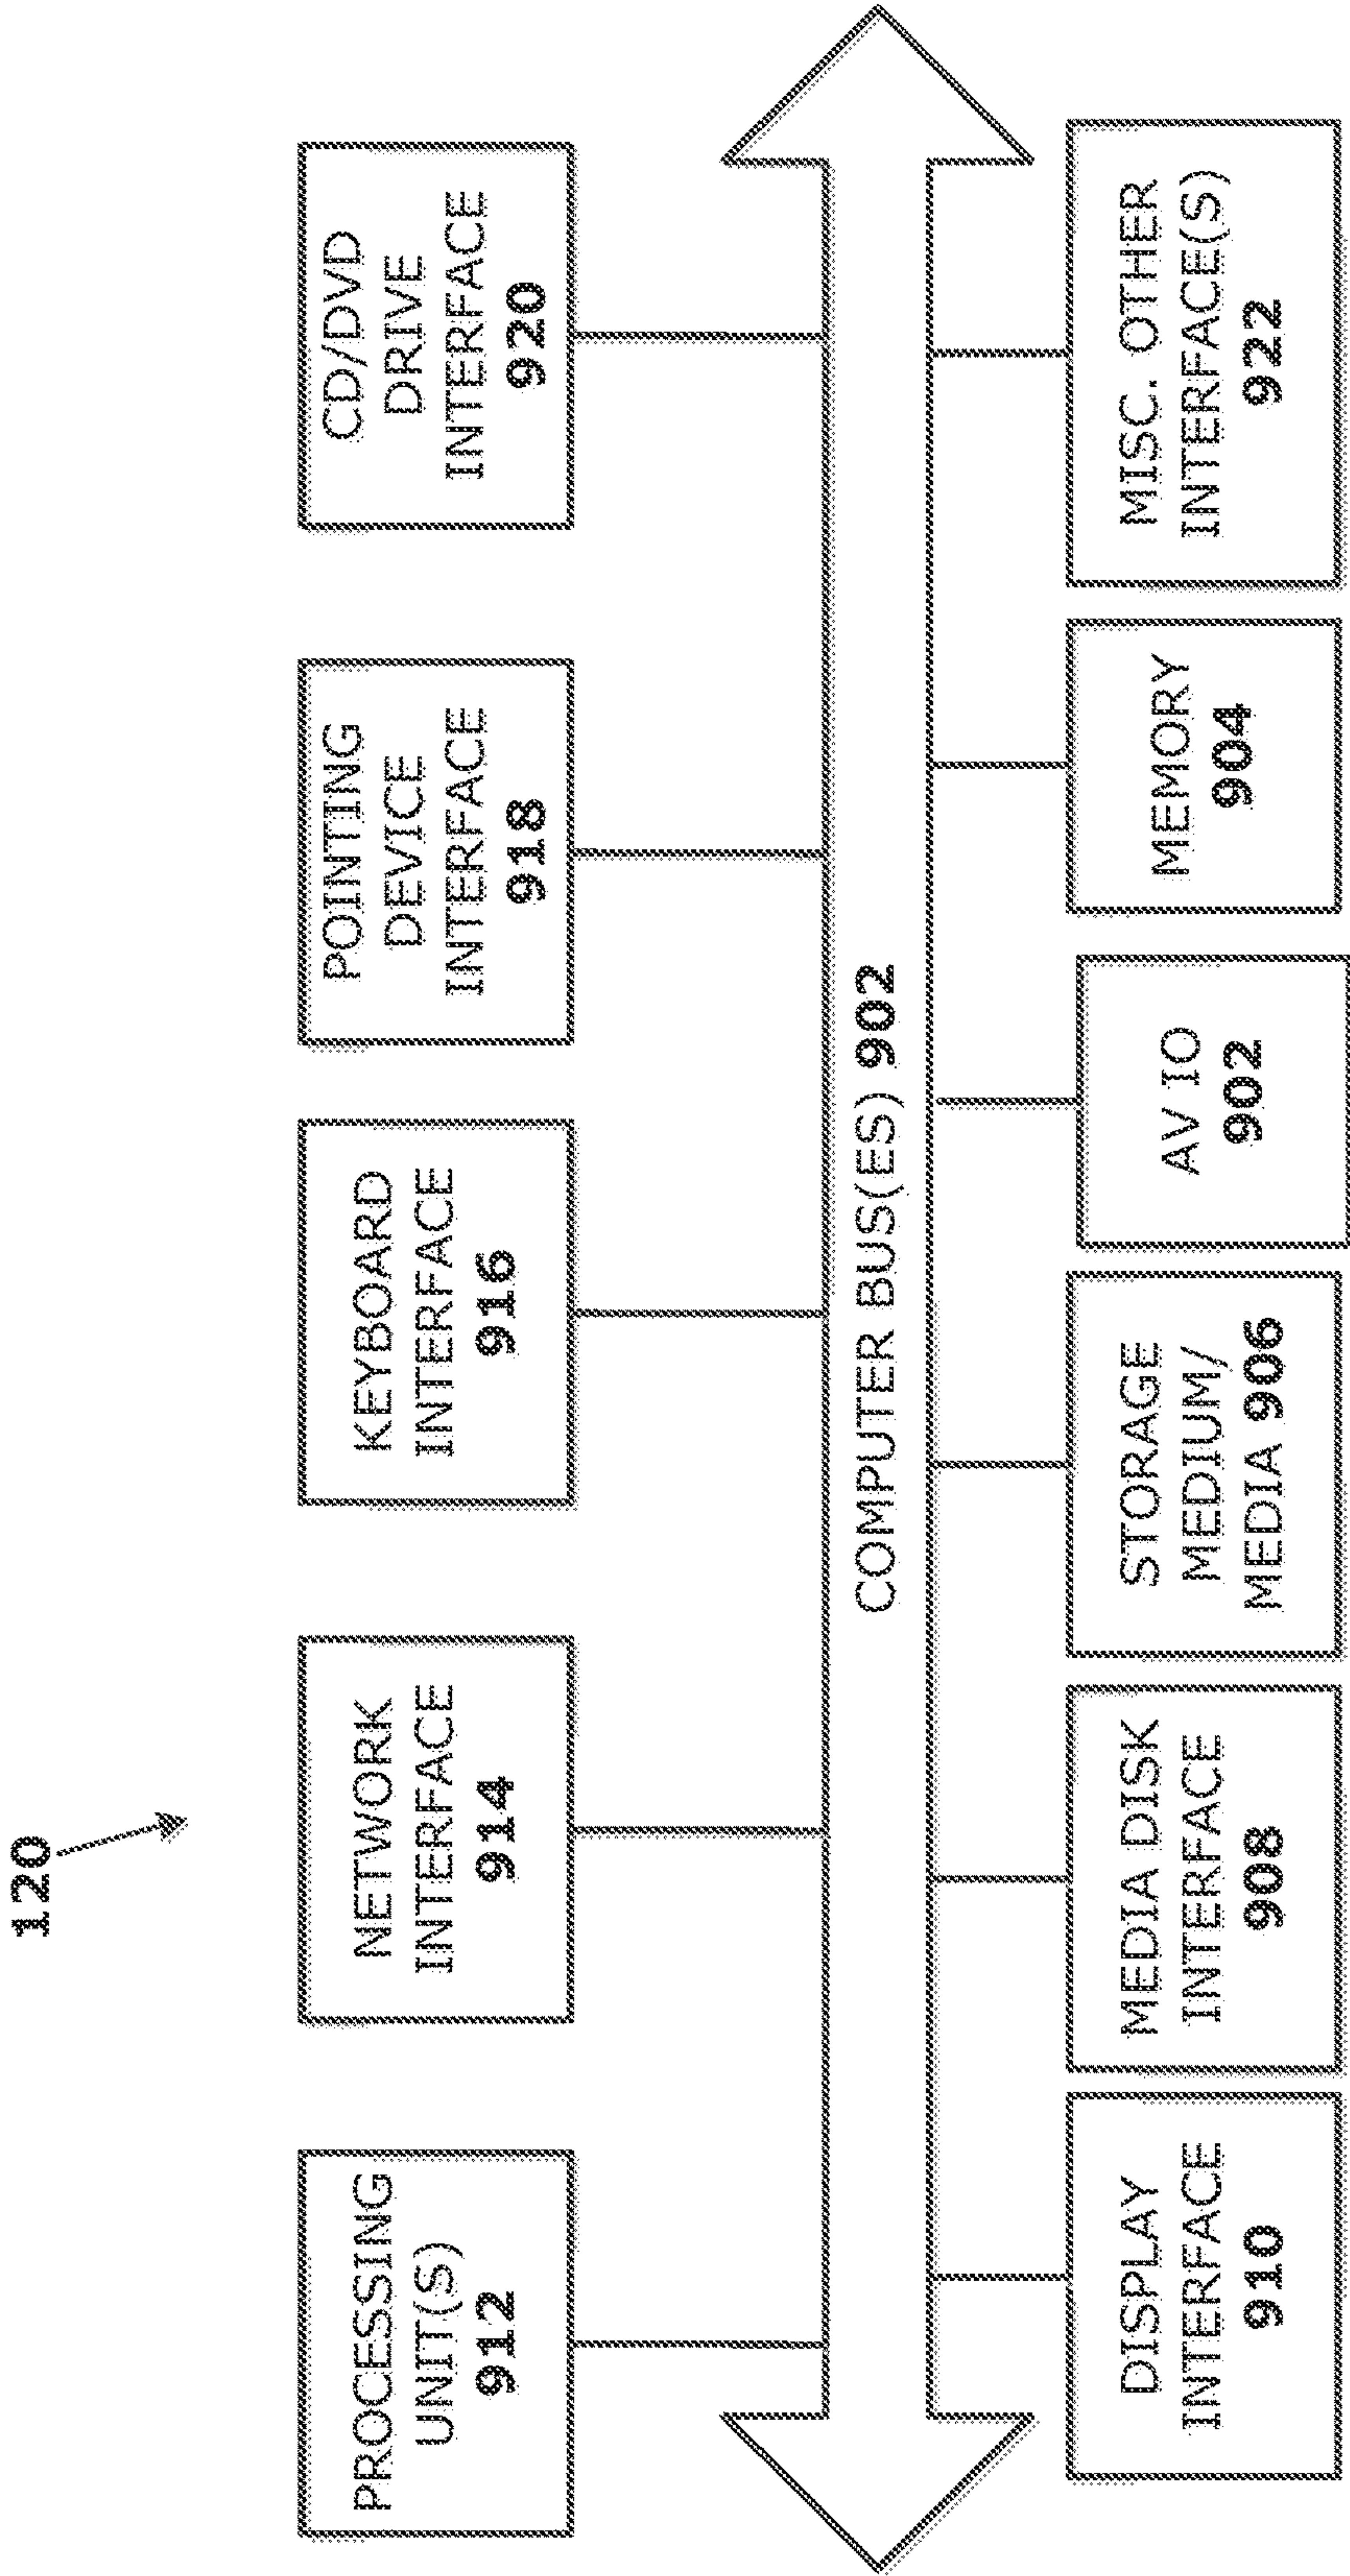 120
PROCESSING
UNIT(S)
912
NETWORK
INTERFACE
914
KEYBOARD
INTERFACE
916
POINTING
DEVICE
INTERFACE
918
CD/DVD
DRIVE
INTERFACE
920
COMPUTER BUS(ES) 902
DISPLAY
INTERFACE
910
MEDIA DISK
INTERFACE
908
STORAGE
MEDIUM/
MEDIA 906
AV IO
902
MEMORY
904
MISC. OTHER
INTERFACE(S)
922